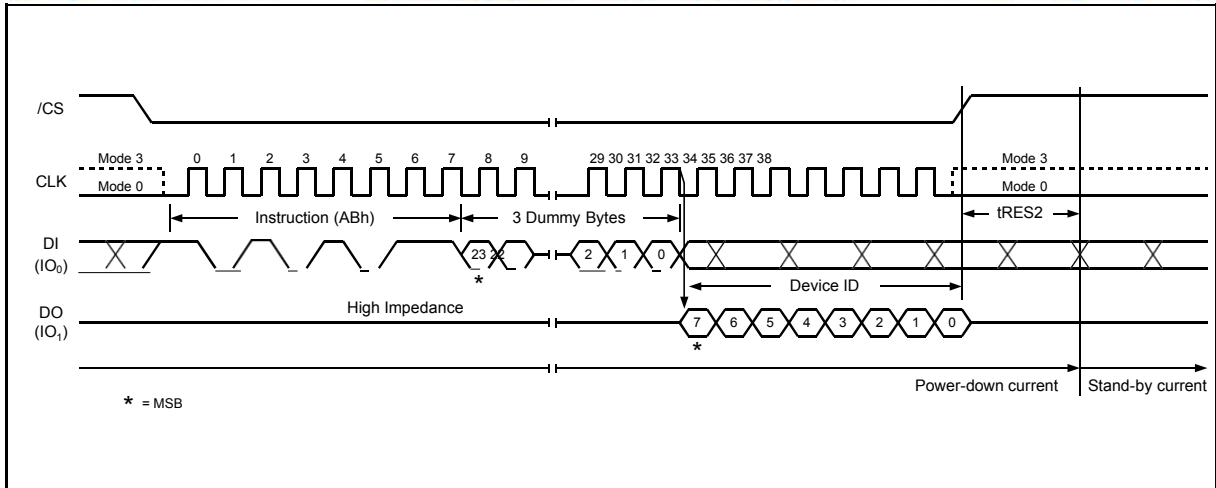 /CS
Mode 3
0 1 2 3 4 5 6 7 8 9
29 30 31 32 33 34 35 36 37 38
Mode 3
CLK
Mode 0
Mode 0
Instruction (ABh)
3 Dummy Bytes
tRES2
DI
(IO0)
23 22
2 1 0
*
Device ID
High Impedance
DO
(IO1)
7 6 5 4 3 2 1 0
*
Power-down current
Stand-by current
* = MSB